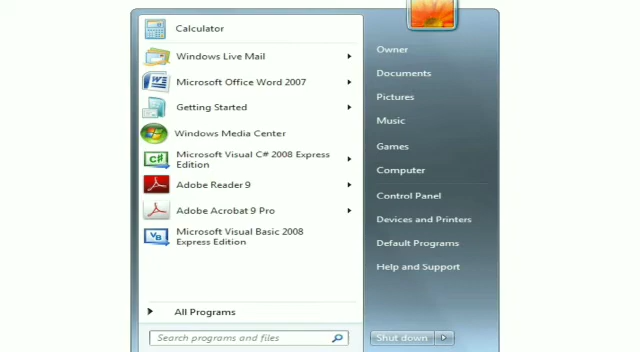 Calculator
Windows Live Mail
Microsoft Office Word 2007
Getting Started
Windows Media Center
Microsoft Visual C# 2008 Express
Edition
Adobe Reader 9
Adobe Acrobat 9 Pro
Microsoft Visual Basic 2008
Express Edition
All Programs
Search programs and files
Owner
Documents
Pictures
Music
Games
Computer
Control Panel
Devices and Printers
Default Programs
Help and Support
Shut down